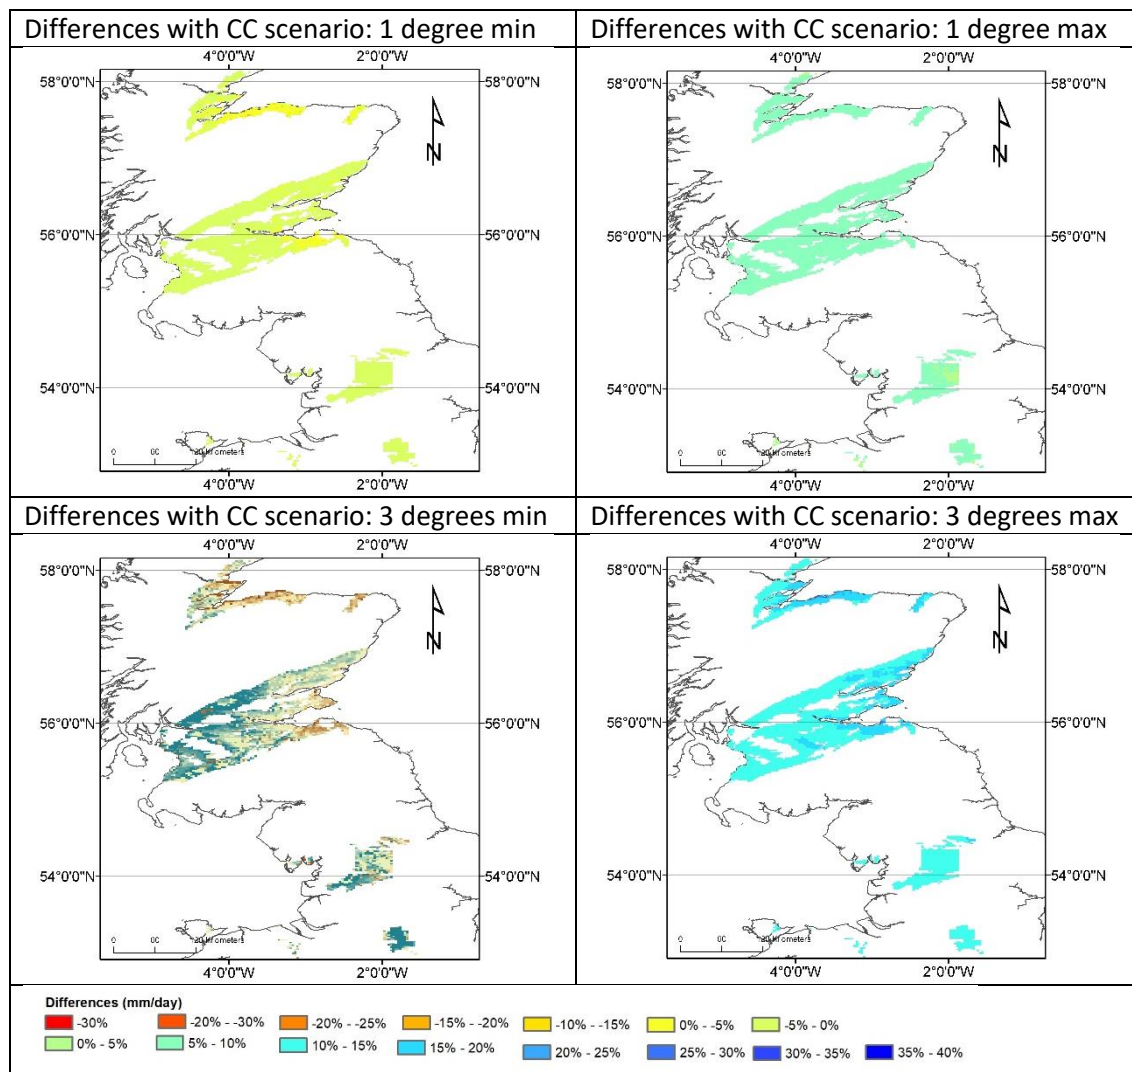 Differences with CC scenario: 1 degree min
Differences with CC scenario: 1 degree max
4°0'0"W 2°0'0"W
4°0'0"W 2°0'0"W
58°0'0"N 58°0'0"N
58°0'0"N 58°0'0"N
N
N
56°0'0"N 56°0'0"N
56°0'0"N 56°0'0"N
54°0'0"N 54°0'0"N
54°0'0"N 54°0'0"N
0
0
4°0'0"W 2°0'0"W
4°0'0"W 2°0'0"W
Differences with CC scenario: 3 degrees min
Differences with CC scenario: 3 degrees max
4°0'0"W 2°0'0"W
4°0'0"W 2°0'0"W
58°0'0"N 58°0'0"N
58°0'0"N 58°0'0"N
N
N
56°0'0"N 56°0'0"N
56°0'0"N 56°0'0"N
54°0'0"N 54°0'0"N
54°0'0"N 54°0'0"N
0
0
4°0'0"W 2°0'0"W
4°0'0"W 2°0'0"W
Differences (mm/day)
-30% -20% - -30% -20% - -25% -15% - -20% -10% - -15% 0% - -5% -5% - 0%
0% - 5% 5% - 10% 10% - 15% 15% - 20% 20% - 25% 25% - 30% 30% - 35% 35% - 40%